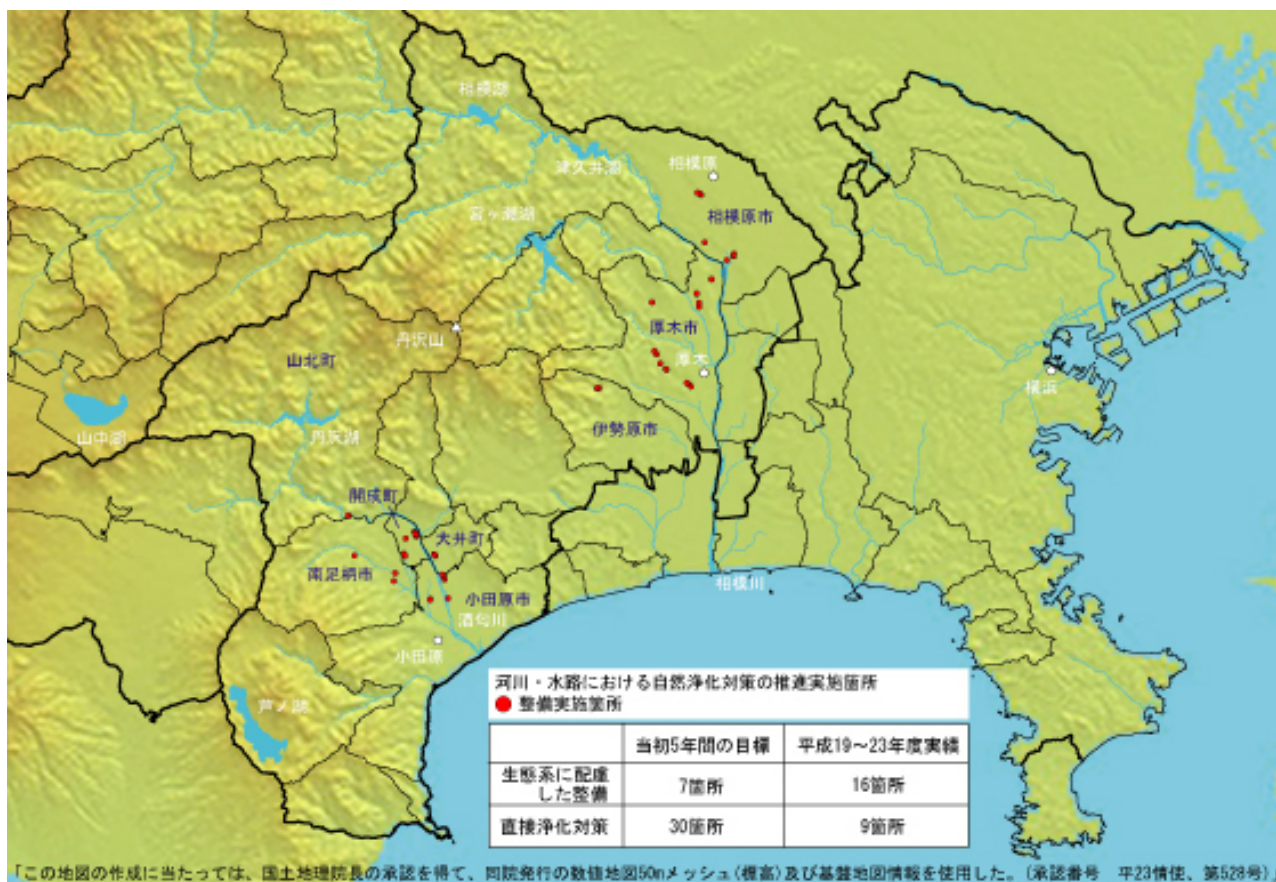 相模湖
相模原
津久井湖
宮ヶ瀬湖
相模原市
厚木市
丹沢山
山北町
厚木
横浜
山中湖
丹沢湖
伊勢原市
開成町
大井町
南足柄市
相模川
小田原市
酒匂川
小田原
芦ノ湖
河川・水路における自然浄化対策の推進実施箇所
整備実施箇所
当初5年間の目標 平成19～23年度実績
生態系に配慮
した整備 7箇所 16箇所
直接浄化対策 30箇所 9箇所
「この地図の作成に当たっては、国土地理院長の承認を得て、同院発行の数値地図50mメッシュ(標高)及び基盤地図情報を使用した。(承認番号 平23情使、第528号)」